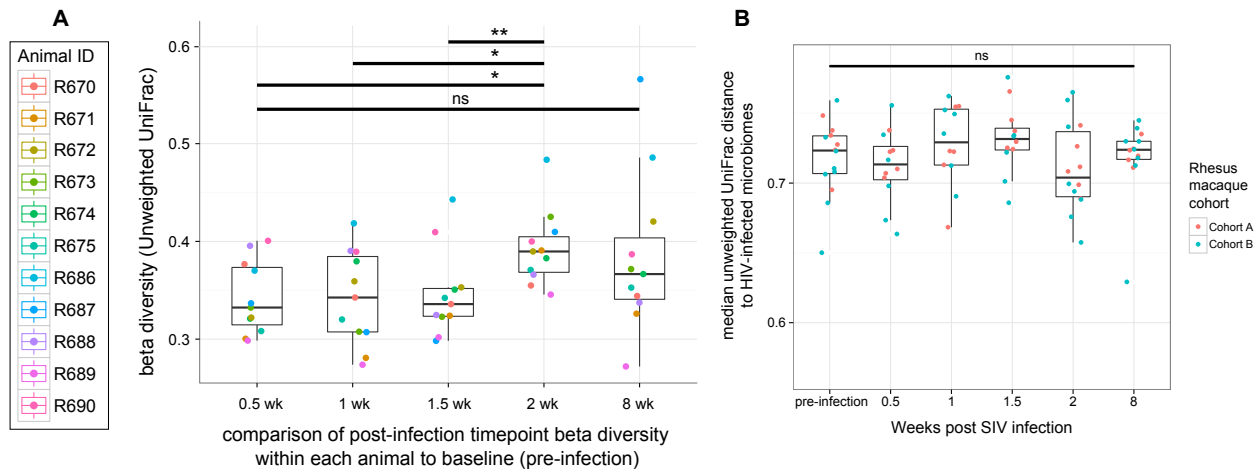 A
Animal ID
R670
R671
R672
R673
R674
R675
R686
R687
R688
R689
R690
beta diversity (Unweighted UniFrac)
0.6
0.5
0.4
0.3
**
*
*
ns
0.5 wk
1 wk
1.5 wk
2 wk
8 wk
comparison of post-infection timepoint beta diversity
within each animal to baseline (pre-infection)
B
median unweighted UniFrac distance
to HIV-infected microbiomes
0.7
0.6
ns
pre-infection
0.5
1
1.5
2
8
Weeks post SIV infection
Rhesus
macaque
cohort
Cohort A
Cohort B